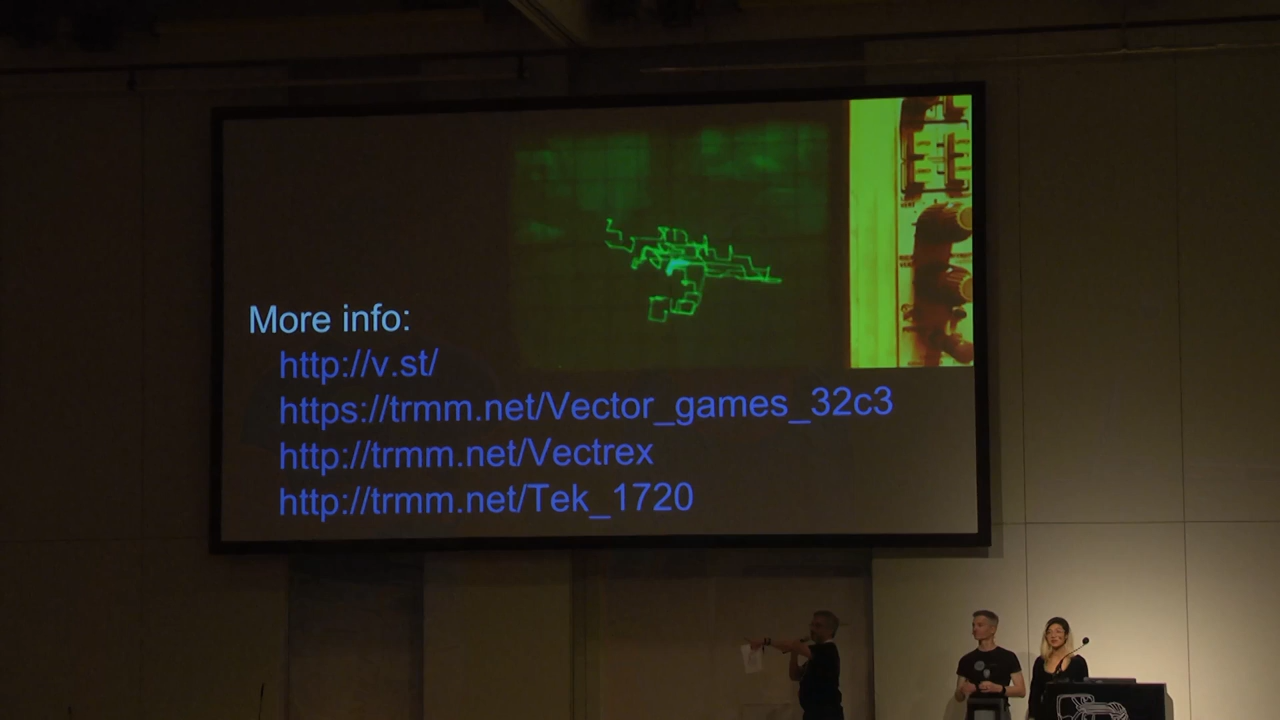 More info:
http://v.st/
https://trmm.net/Vector_games_32c3
http://trmm.net/Vectrex
http://trmm.net/Tek_1720